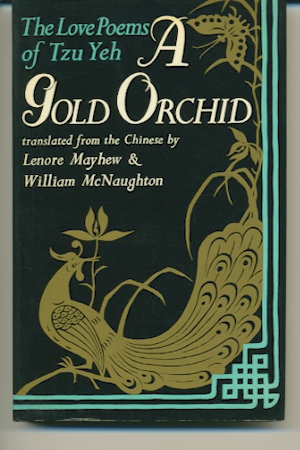 The Love Poems
of Tzu Yeh
A
gOLD ORCHID
translated from the Chinese by
Lenore Mayhew &
William McNaughton